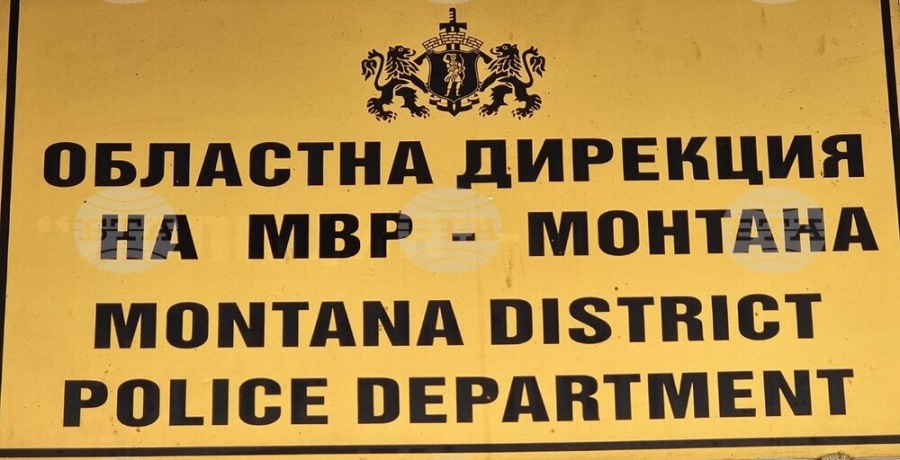 ОБЛАСТНА ДИРЕКЦИЯ
НА МВР - МОНТАНА
MONTANA DISTRICT
POLICE DEPARTMENT